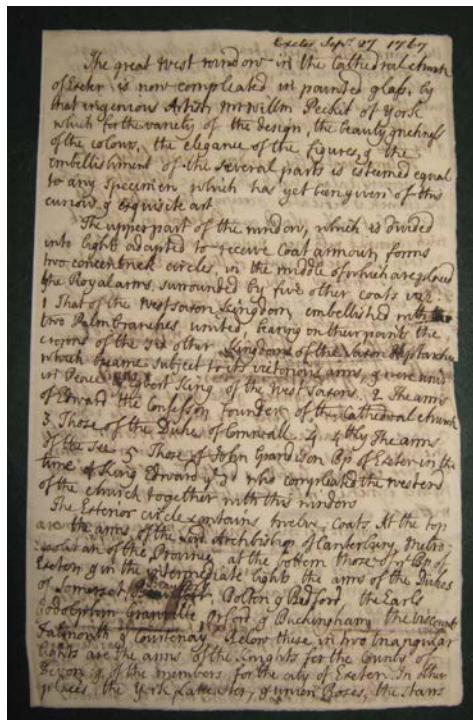 Exeter Sepr. 27 1767
The great west window in the Cathedral church
of Exeter is now compleated in painted glass, by
that ingenious Artist Mr Willm Peckit of York
which for the variety of the design, the beauty & richness
of the colours, the elegance of the figures, & the
embellishment of the several parts is esteemed equal
to any specimen which has yet been given of this
curious & exquisite art
The upper part of the window, which is divided
into lights adapted to receive Coat armour, forms
two concentrick circles, in the middle of which are placed
the Royal arms, surrounded by five other coats viz:
1 That of the West Saxon Kingdom, embellished with
two Palm branches united, bearing on their points the
crowns of the six other Kingdoms of the Saxon Heptarchie
which became subject to its victorious arms, & were
in Peace Egbert King of the West Saxons. 2 The arms
of Edward the Confessor founder of the Cathedral church
3 Those of the Duke of Cornwall 4 The arms
of the See 5 Those of John Grandison Bp of Exeter in the
time of King Edward ye 3d who compleated the west end
of the church together with this window
The Exterior circle contains twelve Coats. At the top
are the arms of the Lord Archbishop of Canterbury, Metro-
politan of the Province, at the bottom those of ye Bp of
Exeter & in the intermediate lights the arms of the Dukes
of Somerset, Beaufort, Bolton & Bedford the Earls
Godolphin Granville Orford & Buckingham, the Viscount
Falmouth & Courtenay. Below these in two triangular
lights are the arms of the Knights for the County of
Devon, & of the members for the city of Exeter. In other
places the York, Lancaster, & union Roses, the stars